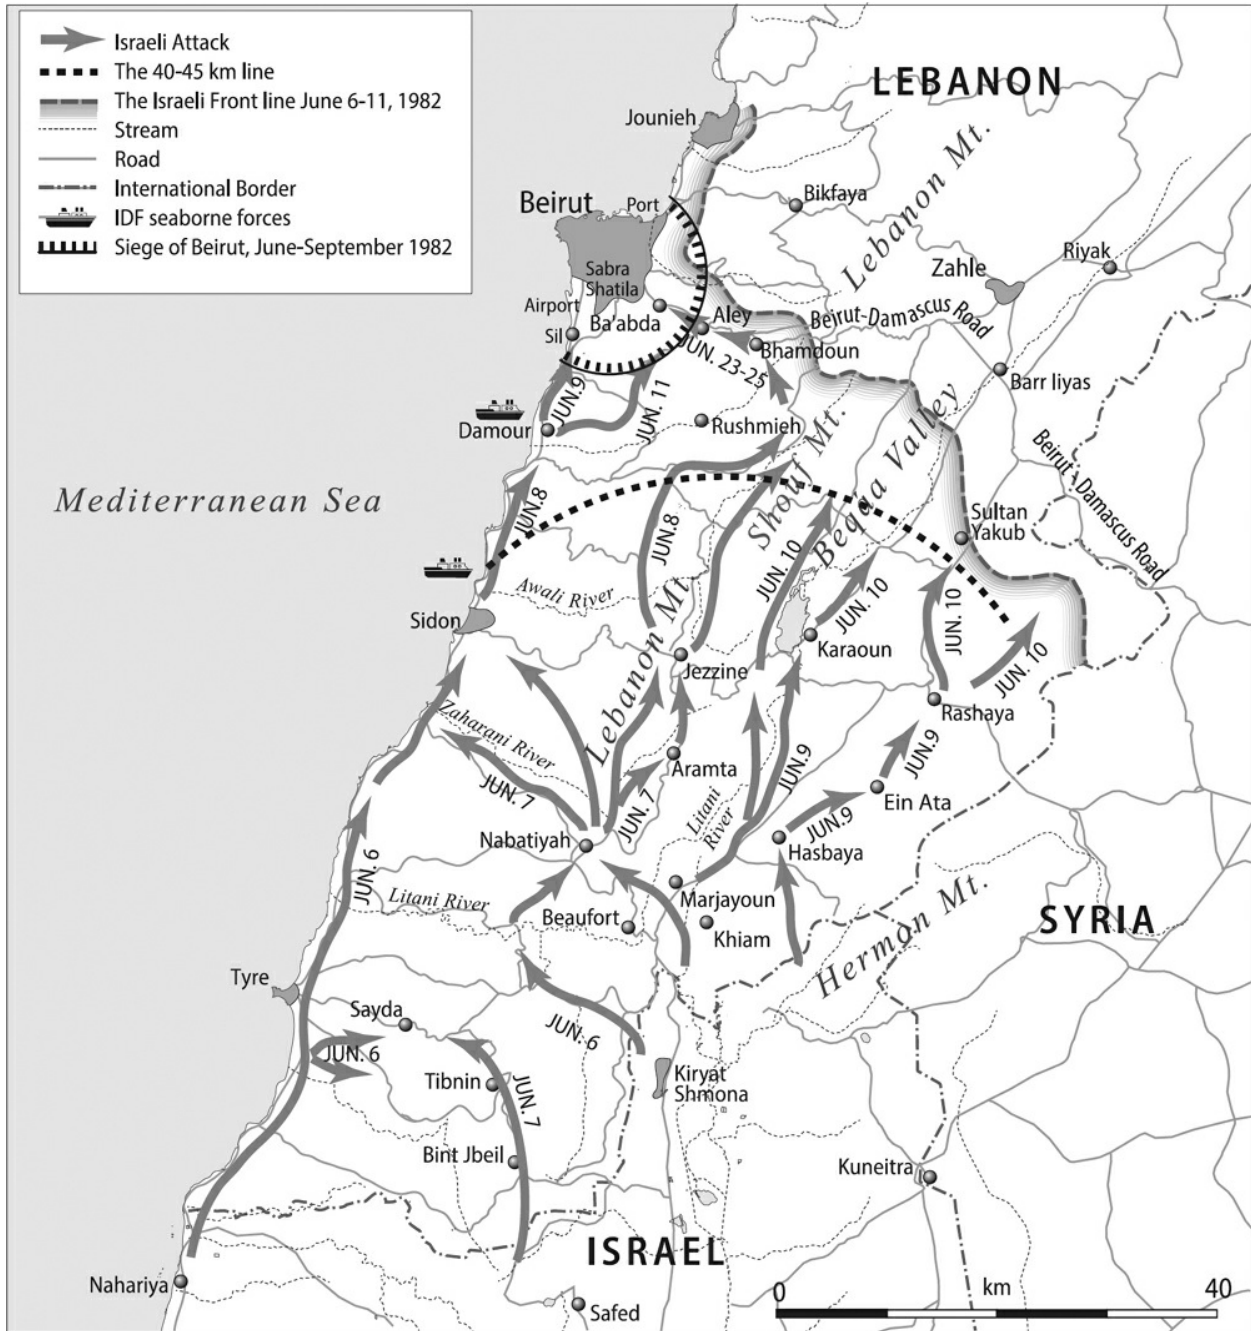 Israeli Attack
The 40-45 km line
The Israeli Front line June 6-11, 1982
Stream
Road
International Border
IDF seaborne forces
Siege of Beirut, June-September 1982
LEBANON
Jounieh
Lebanon Mt.
Bikfaya
Beirut
Port
Riyak
Zahle
Sabra
Shatila
Airport
Ba'abda
Sil
Aley
Beirut-Damascus Road
Bhamdoun
JUN. 23-25
Barr Iiyas
JUN.9
JUN. 11
Damour
Rushmieh
Shouf Mt.
Beqaa Valley
Beirut - Damascus Road
Mediterranean Sea
JUN.8
JUN.8
Sultan
Yakub
JUN. 10
JUN. 10
JUN. 10
JUN. 10
Awali River
Sidon
Karaoun
Jezzine
Lebanon Mt.
Rashaya
Zaharani River
Aramta
JUN.9
JUN.9
JUN. 7
JUN. 7
Ein Ata
Litani
River
JUN.9
Nabatiyah
Hasbaya
JUN. 6
Litani River
Marjayoun
Beaufort
Khiam
Hermon Mt.
SYRIA
Tyre
Sayda
JUN. 6
JUN. 6
Tibnin
JUN. 7
Kiryat
Shmona
Bint Jbeil
Kuneitra
ISRAEL
Nahariya
Safed
0
km
40